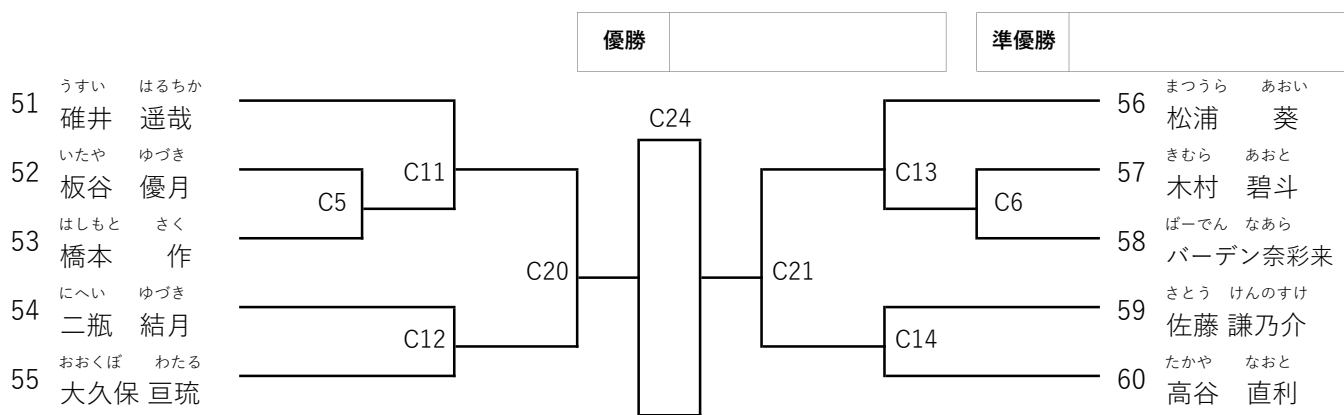 優勝
準優勝
うすい はるちか
51 碓井 遥哉
いたや ゆづき
52 板谷 優月
はしもと さく
53 橋本 作
にへい ゆづき
54 二瓶 結月
おおくぼ わたる
55 大久保 亘琉
C5
C11
C12
C20
C24
C21
C13
C6
C14
まつうら あおい
56 松浦 葵
きむら あおと
57 木村 碧斗
ばーでん なあら
58 バーデン奈彩来
さとう けんのすけ
59 佐藤 謙乃介
たかや なおと
60 高谷 直利